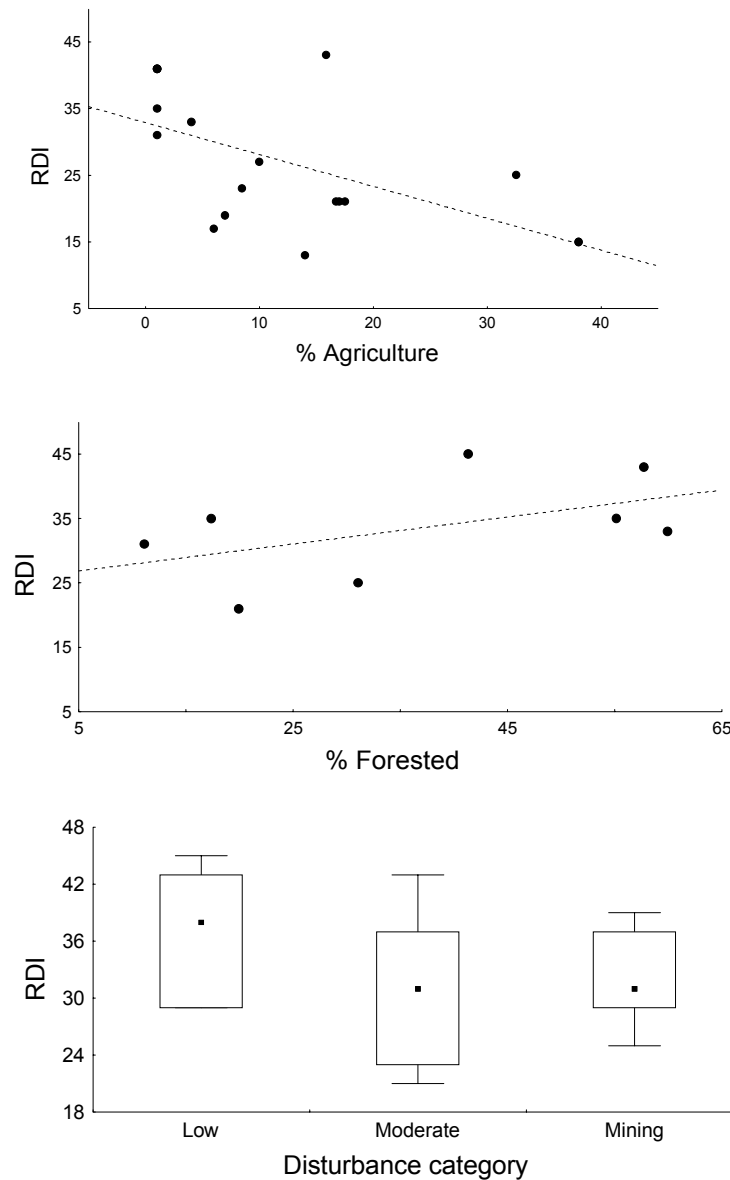 45
35
25
15
5
RDI
0 10 20 30 40
% Agriculture
45
35
25
15
5
RDI
5 25 45 65
% Forested
48
42
36
30
24
18
RDI
Low Moderate Mining
Disturbance category